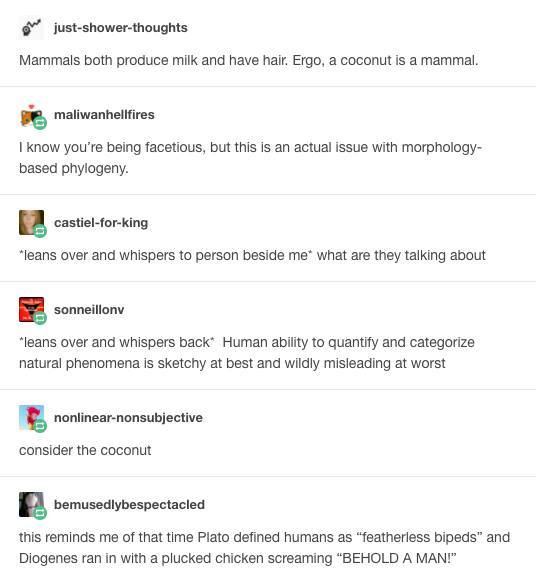 just-shower-thoughts
Mammals both produce milk and have hair. Ergo, a coconut is a mammal.
maliwanhellfires
I know you're being facetious, but this is an actual issue with morphology-
based phylogeny.
castiel-for-king
*leans over and whispers to person beside me* what are they talking about
sonneillonv
*leans over and whispers back*  Human ability to quantify and categorize
natural phenomena is sketchy at best and wildly misleading at worst
nonlinear-nonsubjective
consider the coconut
bemusedlybespectacled
this reminds me of that time Plato defined humans as “featherless bipeds” and
Diogenes ran in with a plucked chicken screaming “BEHOLD A MAN!”